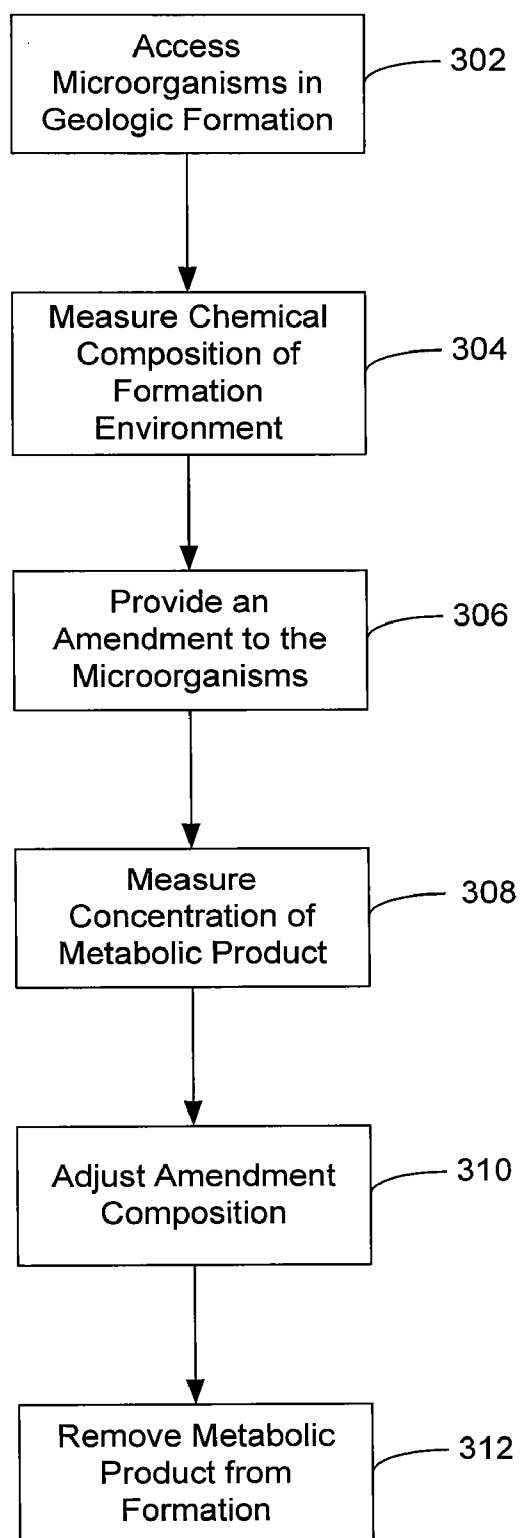 Access
Microorganisms in
Geologic Formation
302
Measure Chemical
Composition of
Formation
Environment
304
Provide an
Amendment to the
Microorganisms
306
Measure
Concentration of
Metabolic Product
308
Adjust Amendment
Composition
310
Remove Metabolic
Product from
Formation
312